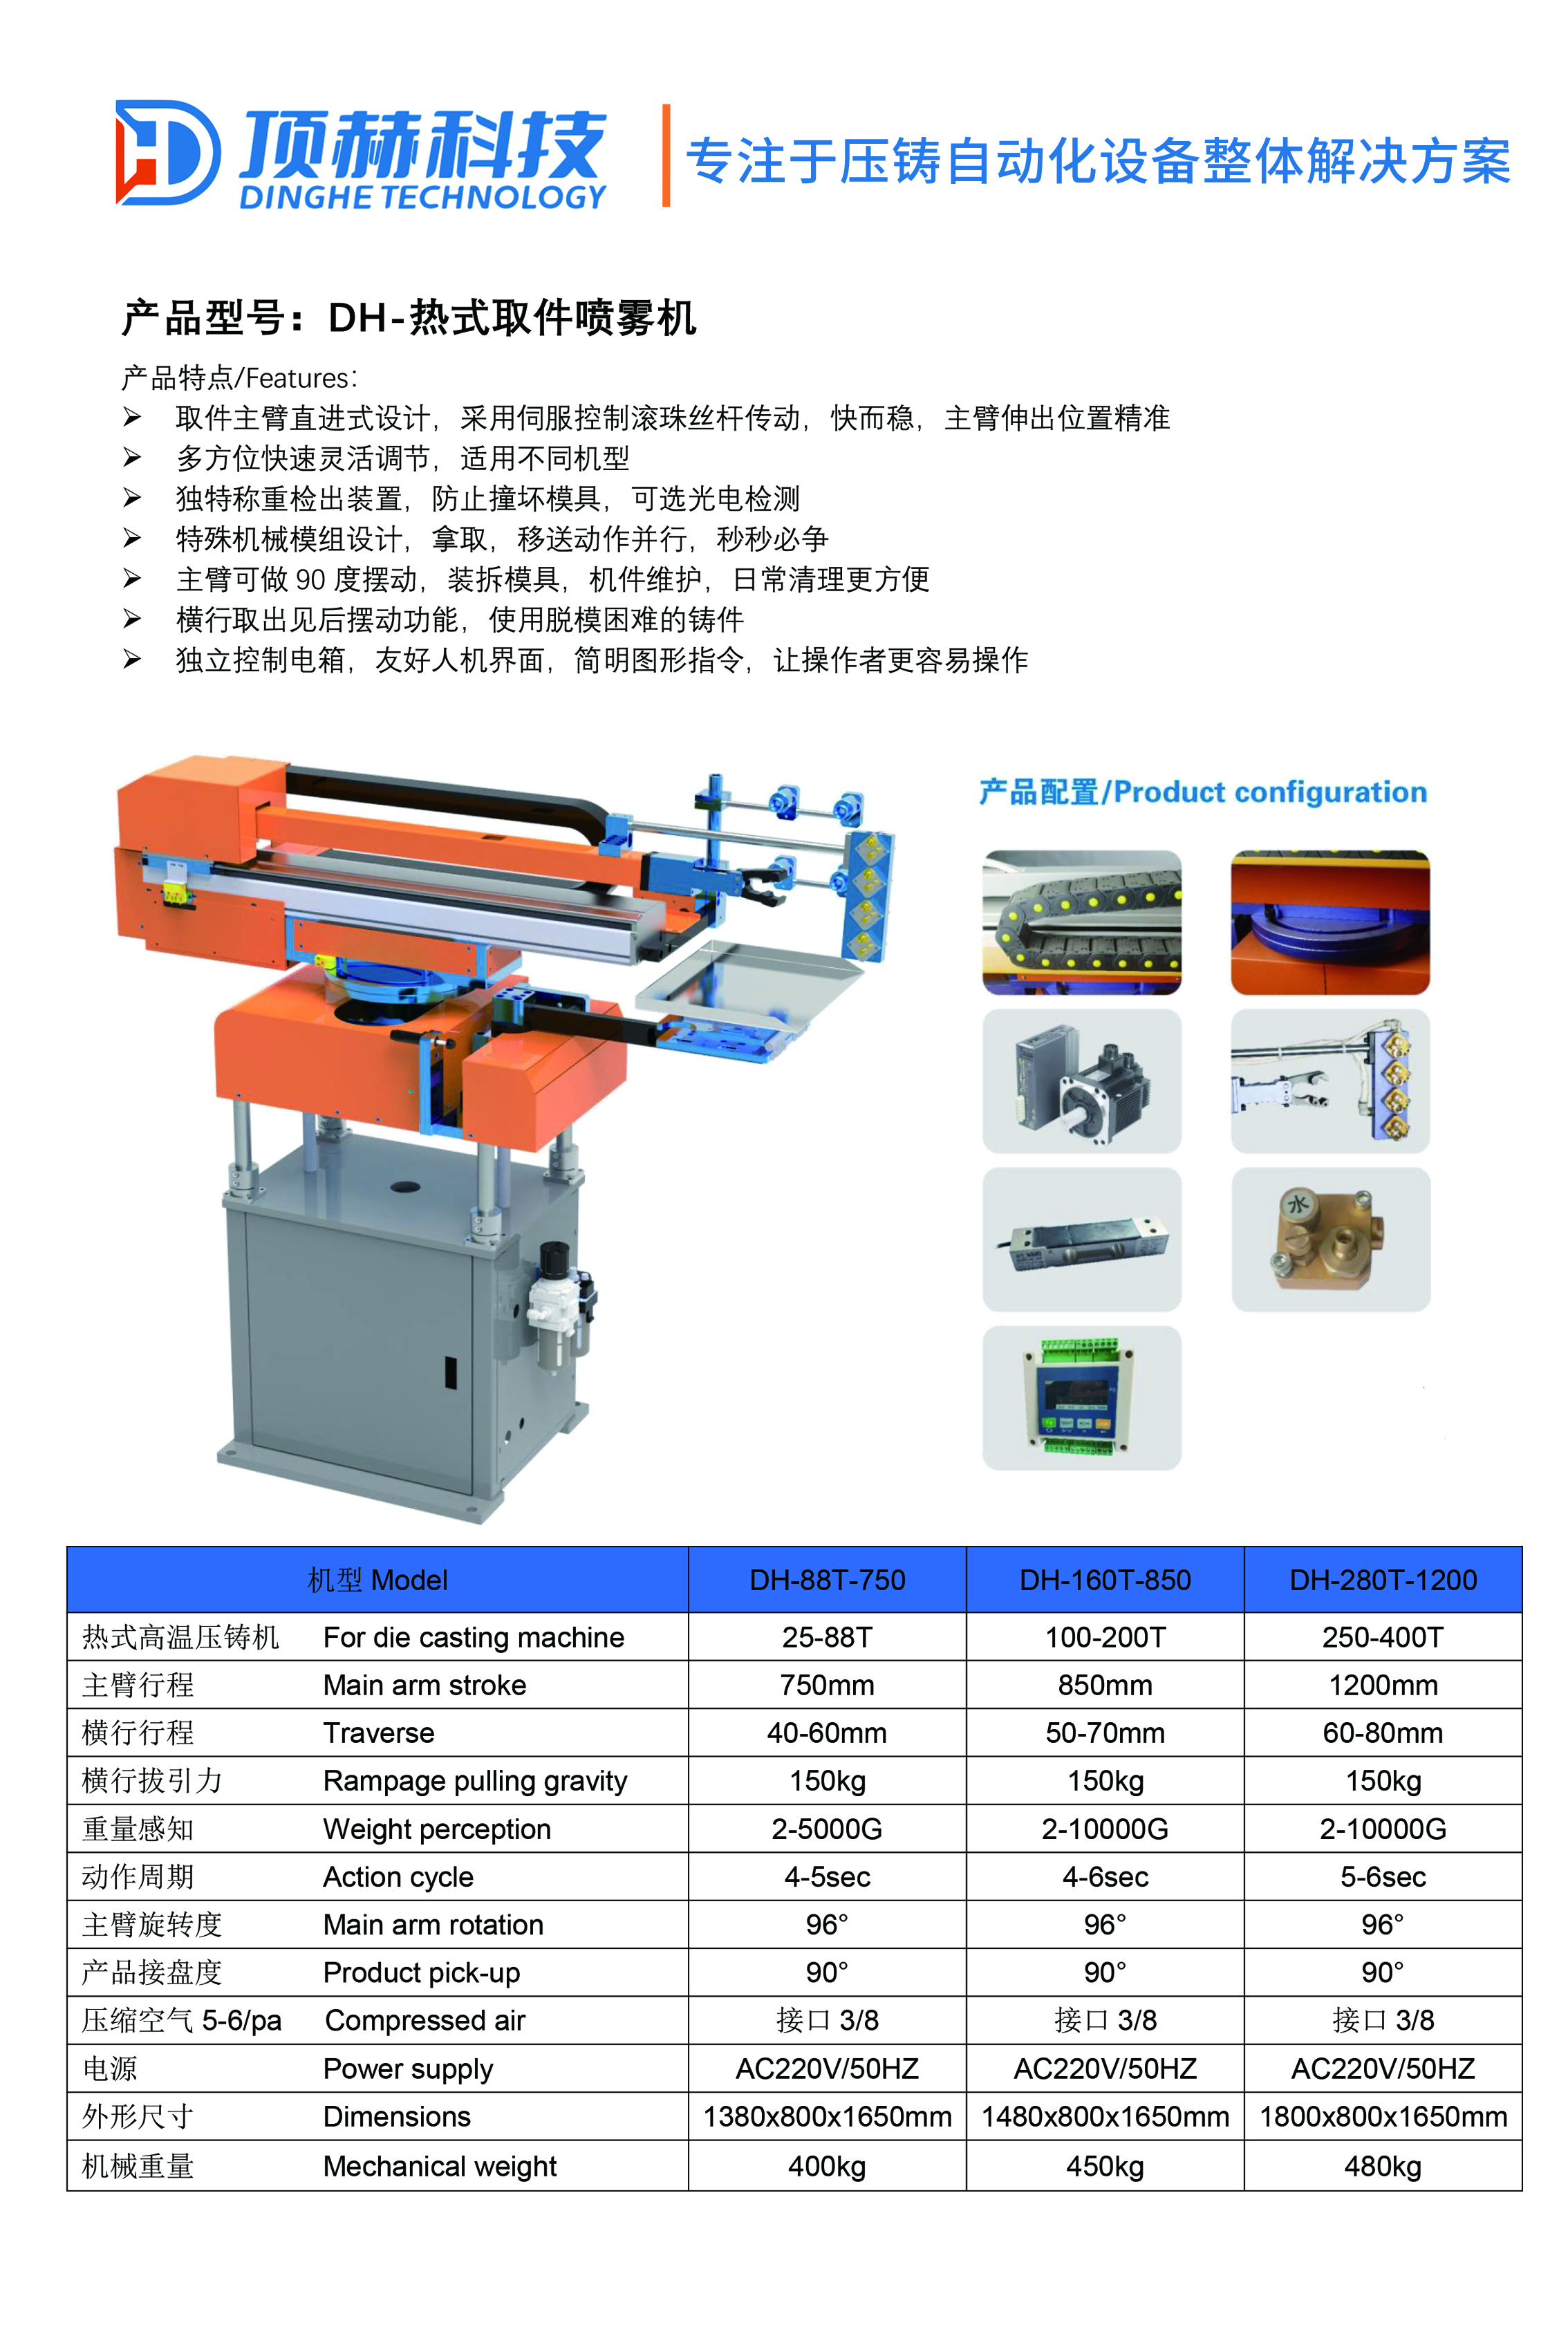 顶赫科技
DINGHE TECHNOLOGY
专注于压铸自动化设备整体解决方案
产品型号：DH-热式取件喷雾机
产品特点/Features：
➢ 取件主臂直进式设计，采用伺服控制滚珠丝杆传动，快而稳，主臂伸出位置精准
➢ 多方位快速灵活调节，适用不同机型
➢ 独特称重检出装置，防止撞坏模具，可选光电检测
➢ 特殊机械模组设计，拿取，移送动作并行，秒秒必争
➢ 主臂可做 90 度摆动，装拆模具，机件维护，日常清理更方便
➢ 横行取出见后摆动功能，使用脱模困难的铸件
➢ 独立控制电箱，友好人机界面，简明图形指令，让操作者更容易操作
产品配置/Product configuration
水
机型 Model DH-88T-750 DH-160T-850 DH-280T-1200
热式高温压铸机 For die casting machine 25-88T 100-200T 250-400T
主臂行程 Main arm stroke 750mm 850mm 1200mm
横行行程 Traverse 40-60mm 50-70mm 60-80mm
横行拔引力 Rampage pulling gravity 150kg 150kg 150kg
重量感知 Weight perception 2-5000G 2-10000G 2-10000G
动作周期 Action cycle 4-5sec 4-6sec 5-6sec
主臂旋转度 Main arm rotation 96° 96° 96°
产品接盘度 Product pick-up 90° 90° 90°
压缩空气 5-6/pa Compressed air 接口 3/8 接口 3/8 接口 3/8
电源 Power supply AC220V/50HZ AC220V/50HZ AC220V/50HZ
外形尺寸 Dimensions 1380x800x1650mm 1480x800x1650mm 1800x800x1650mm
机械重量 Mechanical weight 400kg 450kg 480kg